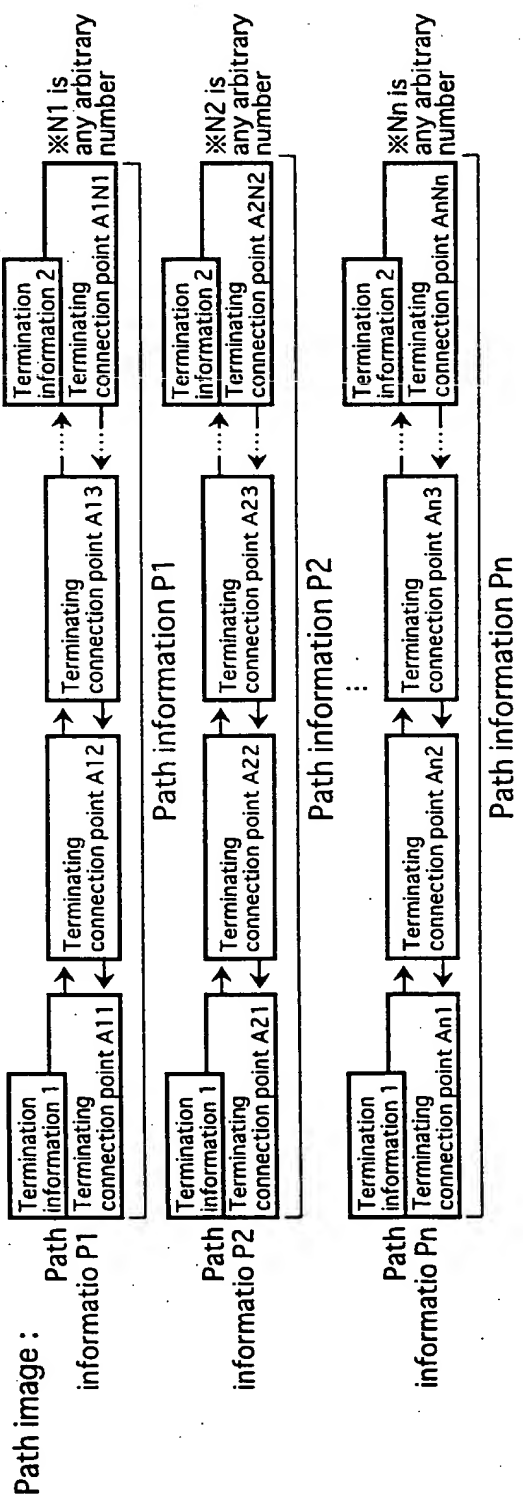 Path image :
Path
informatio P1
Termination
information 1
Terminating
connection point A11
Terminating
connection point A12
Terminating
connection point A13
Termination
information 2
Terminating
connection point A1N1
※N1 is
any arbitrary
number
Path information P1
Path
informatio P2
Termination
information 1
Terminating
connection point A21
Terminating
connection point A22
Terminating
connection point A23
Termination
information 2
Terminating
connection point A2N2
※N2 is
any arbitrary
number
Path information P2
Path
informatio Pn
Termination
information 1
Terminating
connection point An1
Terminating
connection point An2
Terminating
connection point An3
Termination
information 2
Terminating
connection point AnNn
※Nn is
any arbitrary
number
Path information Pn